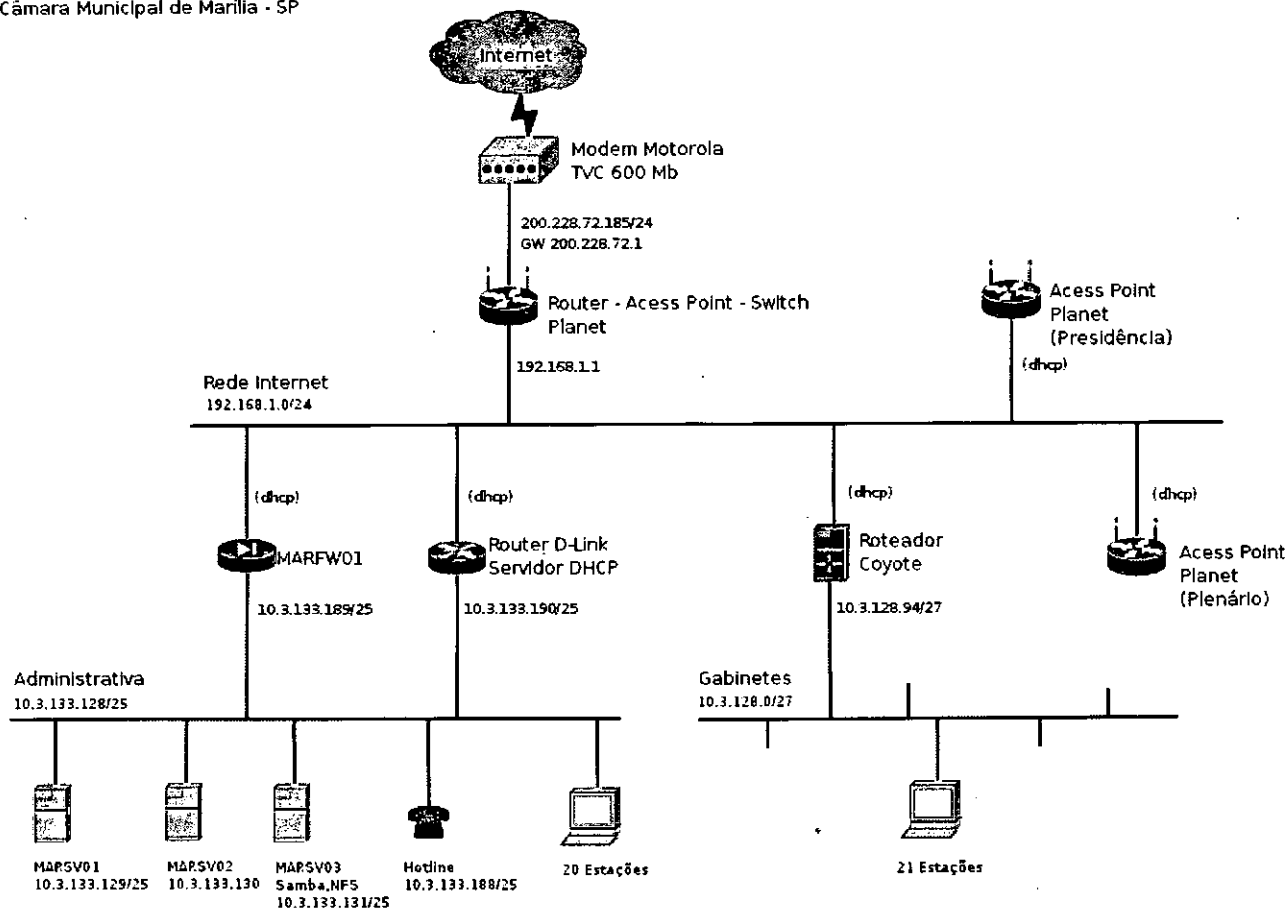 Câmara Municipal de Marília - SP
Internet
Modem Motorola
TVC 600 Mb
200.228.72.185/24
GW 200.228.72.1
Router - Acess Point - Switch
Planet
192.168.1.1
Acess Point
Planet
(Presidência)
(dhcp)
Rede Internet
192.168.1.0/24
(dhcp)
(dhcp)
(dhcp)
(dhcp)
MARFW01
Router D-Link
Servidor DHCP
Roteador
Coyote
Acess Point
Planet
(Plenário)
10.3.133.189/25
10.3.133.190/25
10.3.128.94/27
Administrativa
10.3.133.128/25
Gabinetes
10.3.128.0/27
MARSV01
10.3.133.129/25
MARSV02
10.3.133.130
MARSV03
Samba,NFS
10.3.133.131/25
Hotline
10.3.133.188/25
20 Estações
21 Estações